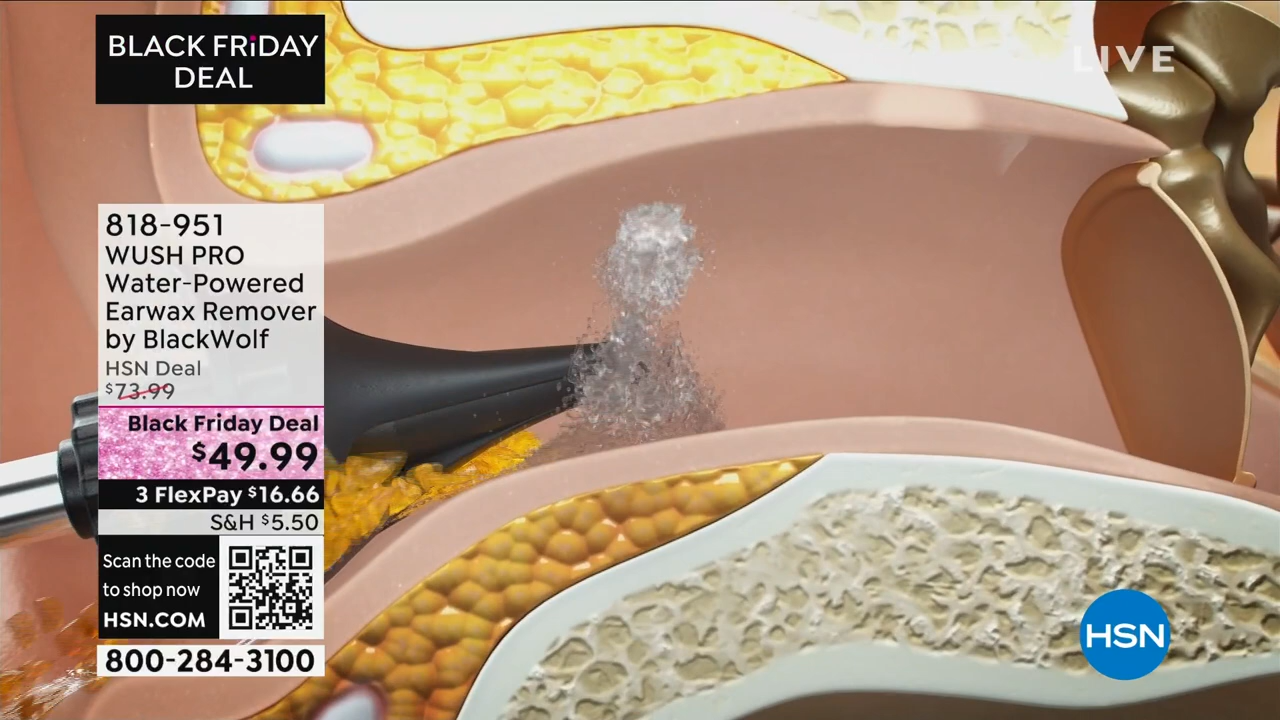 BLACK FRiDAY
DEAL
LIVE
818-951
WUSH PRO
Water-Powered
Earwax Remover
by BlackWolf
HSN Deal
$73.99
Black Friday Deal
$49.99
3 FlexPay $16.66
S&H $5.50
Scan the code
to shop now
HSN.COM
800-284-3100
HSN